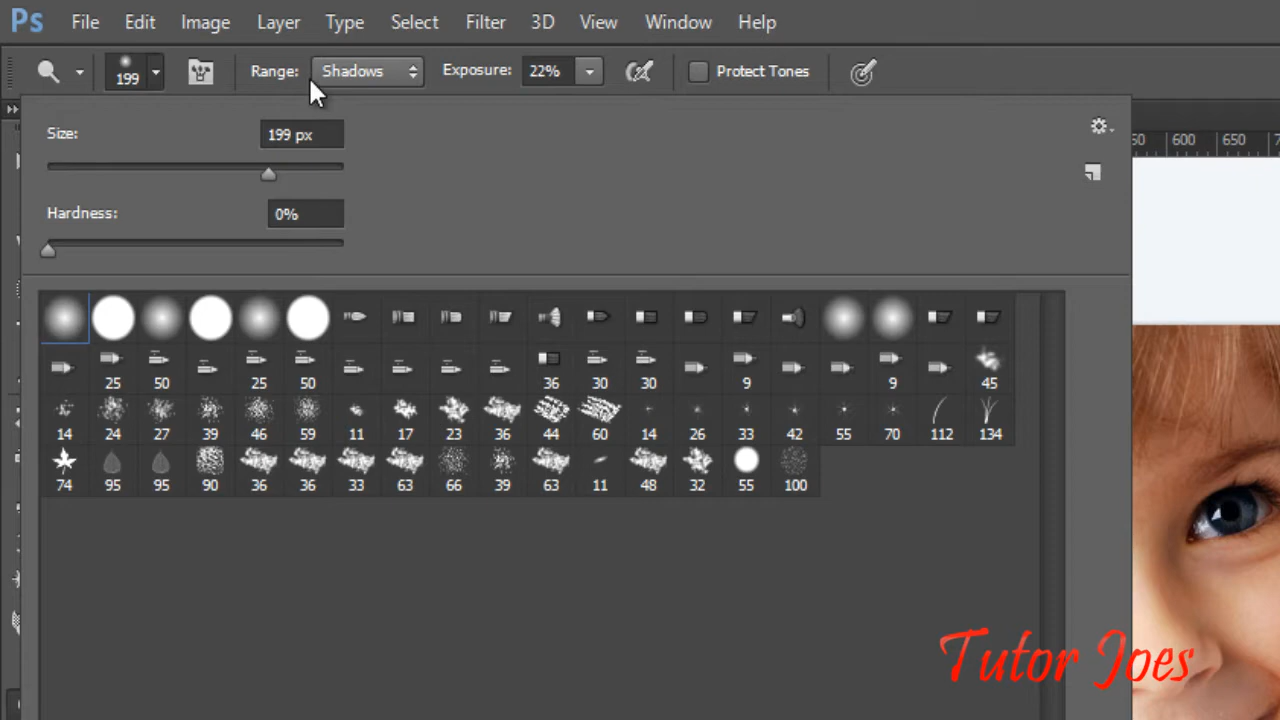 Ps File Edit Image Layer Type Select Filter 3D View Window Help
199 Range: Shadows Exposure: 22% Protect Tones
Size: 199 px
600 650
Hardness: 0%
25 50 25 50 36 30 30 9 9 45
14 24 27 39 46 59 11 17 23 36 44 60 14 26 33 42 55 70 112 134
74 95 95 90 36 36 33 63 66 39 63 11 48 32 55 100
Tutor Joes